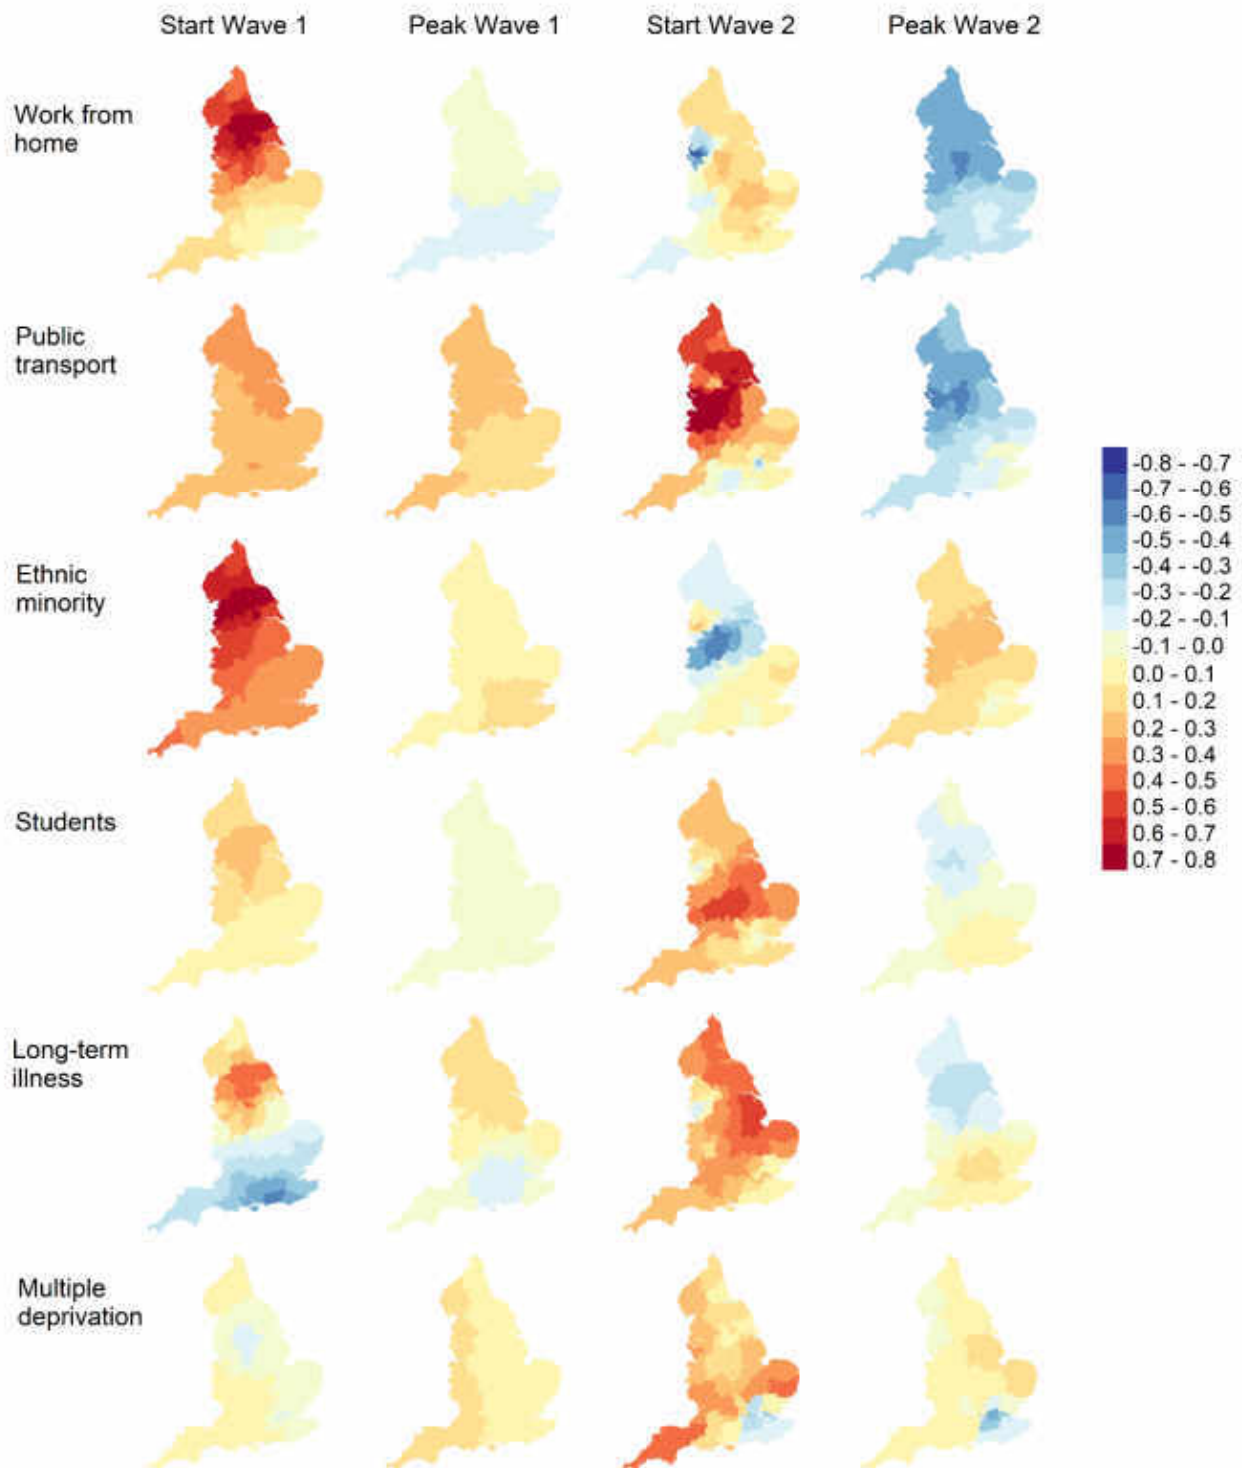 Start Wave 1
Peak Wave 1
Start Wave 2
Peak Wave 2
Work from
home
Public
transport
Ethnic
minority
Students
Long-term
illness
Multiple
deprivation
-0.8 - -0.7
-0.7 - -0.6
-0.6 - -0.5
-0.5 - -0.4
-0.4 - -0.3
-0.3 - -0.2
-0.2 - -0.1
-0.1 - 0.0
0.0 - 0.1
0.1 - 0.2
0.2 - 0.3
0.3 - 0.4
0.4 - 0.5
0.5 - 0.6
0.6 - 0.7
0.7 - 0.8